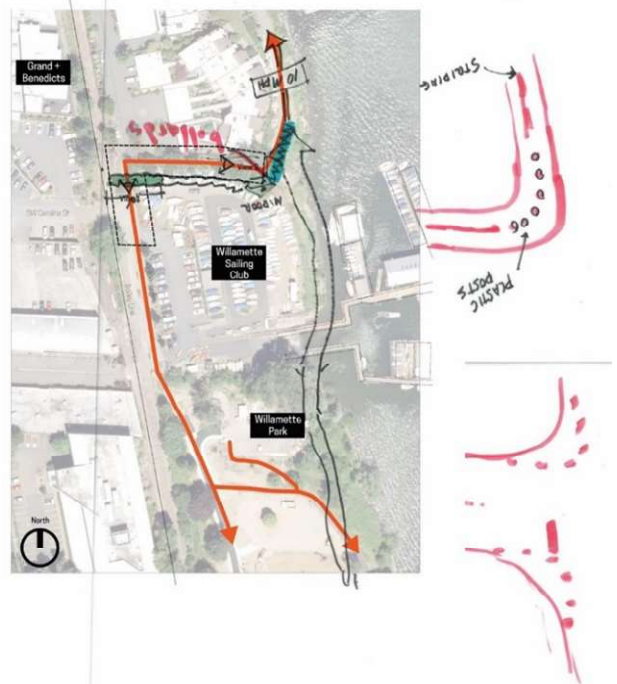 Grand +
Benedicts
10 MPH
STRIPING
bollards
SW Carolina St
Willamette
Sailing
Club
PLASTIC
POSTS
Willamette
Park
North